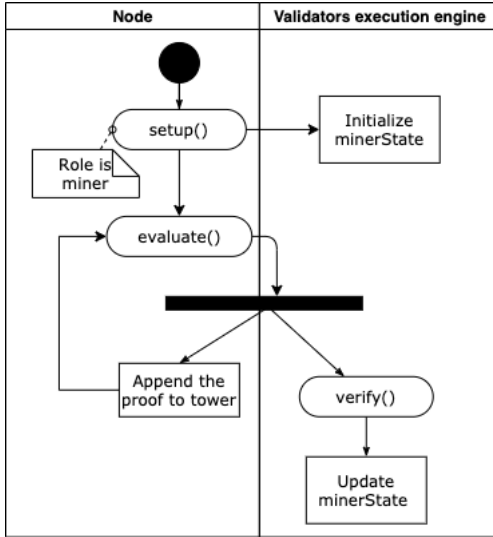 Node
Validators execution engine
setup()
Initialize
minerState
Role is
miner
evaluate()
Append the
proof to tower
verify()
Update
minerState